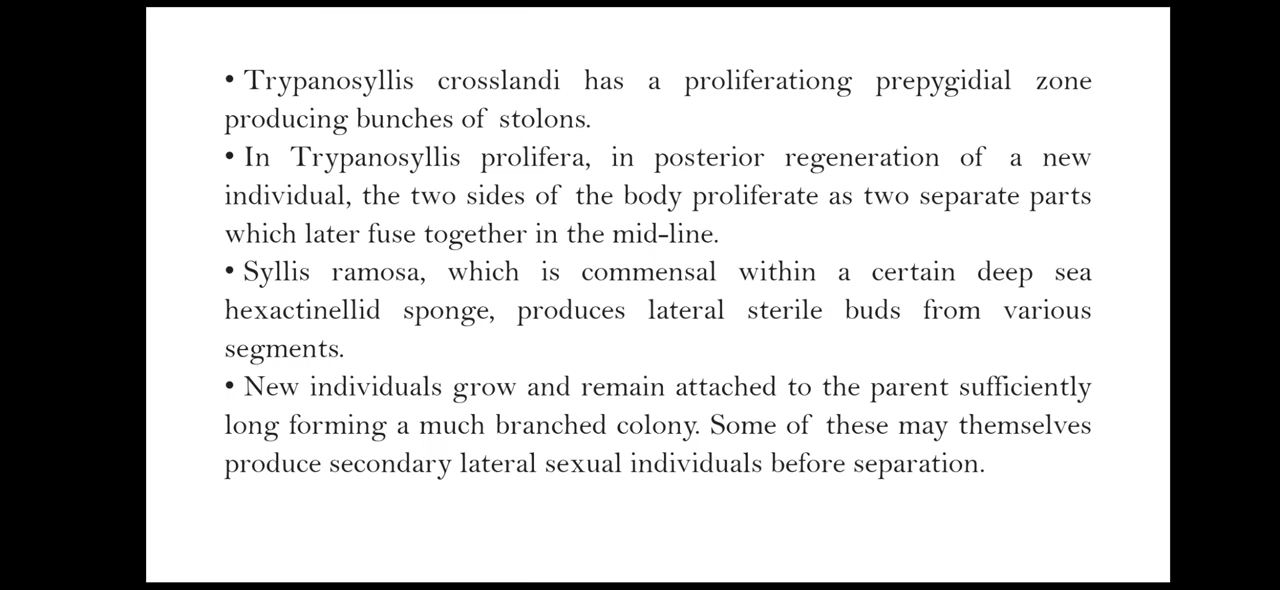 • Trypanosyllis crosslandi has a proliferationg prepygidial zone
producing bunches of stolons.
• In Trypanosyllis prolifera, in posterior regeneration of a new
individual, the two sides of the body proliferate as two separate parts
which later fuse together in the mid-line.
• Syllis ramosa, which is commensal within a certain deep sea
hexactinellid sponge, produces lateral sterile buds from various
segments.
• New individuals grow and remain attached to the parent sufficiently
long forming a much branched colony. Some of these may themselves
produce secondary lateral sexual individuals before separation.